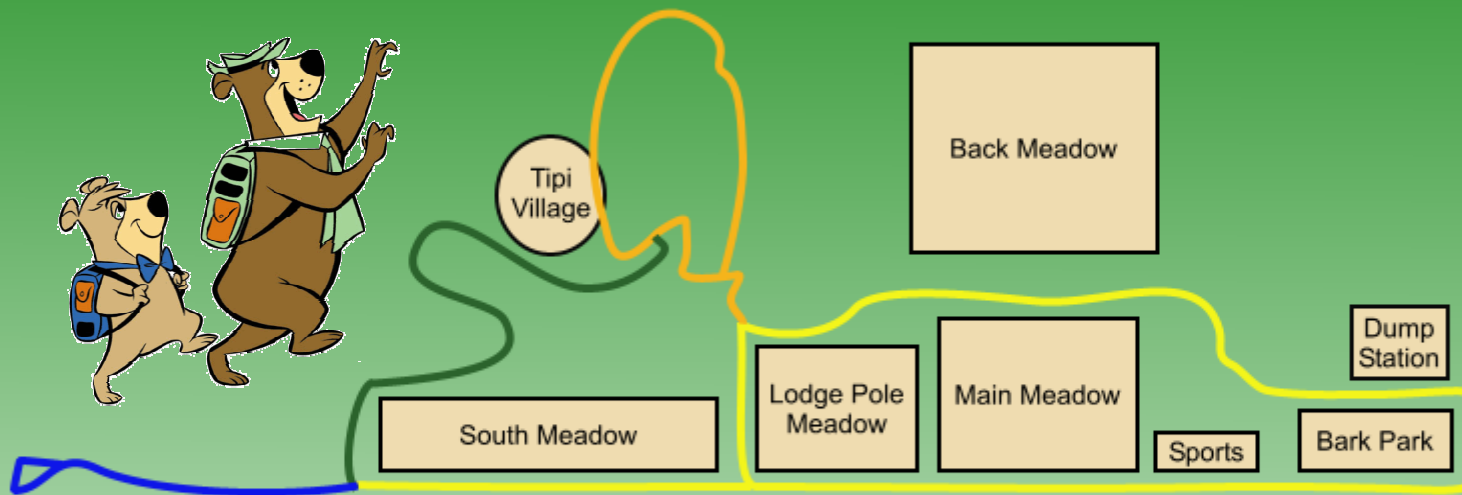 Back Meadow
Tipi
Village
Dump
Station
Lodge Pole
Meadow
Main Meadow
South Meadow
Sports
Bark Park